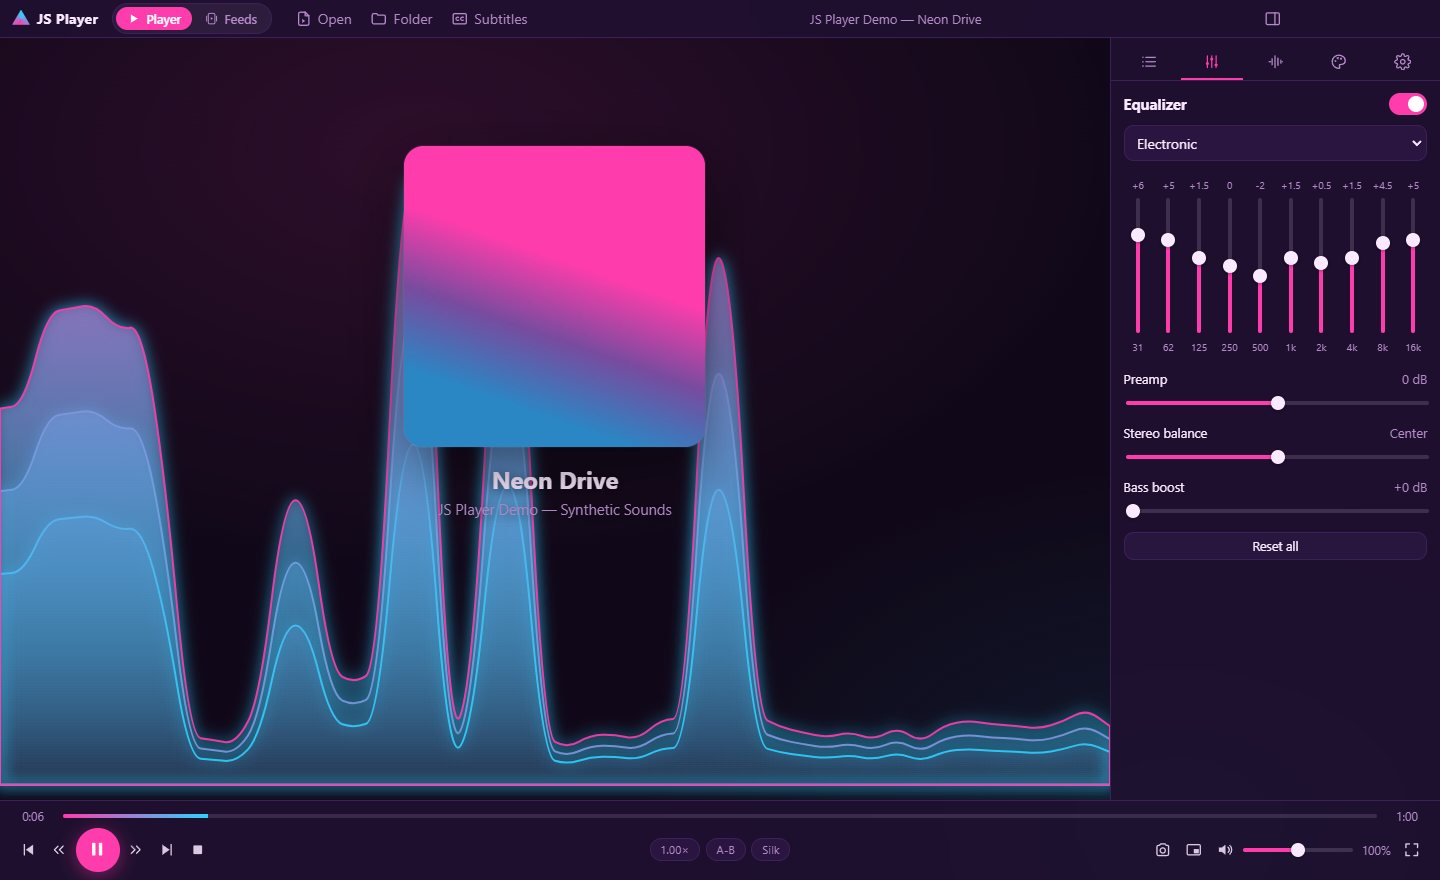 JS Player
Player
Feeds
Open
Folder
CC
Subtitles
JS Player Demo — Neon Drive
Equalizer
Electronic
+6 +5 +1.5 0 -2 +1.5 +0.5 +1.5 +4.5 +5
31 62 125 250 500 1k 2k 4k 8k 16k
Preamp 0 dB
Stereo balance Center
Bass boost +0 dB
Reset all
Neon Drive
JS Player Demo — Synthetic Sounds
0:06
1:00
1.00×
A-B
Silk
100%